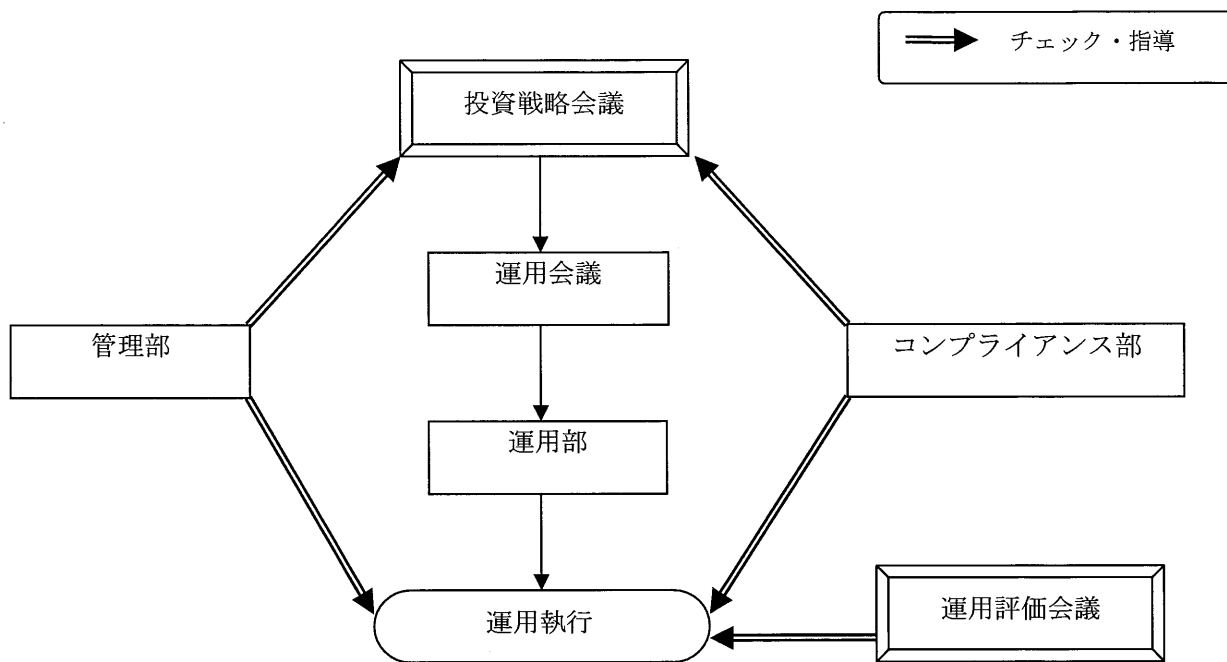 チェック・指導
投資戦略会議
運用会議
管理部
コンプライアンス部
運用部
運用評価会議
運用執行